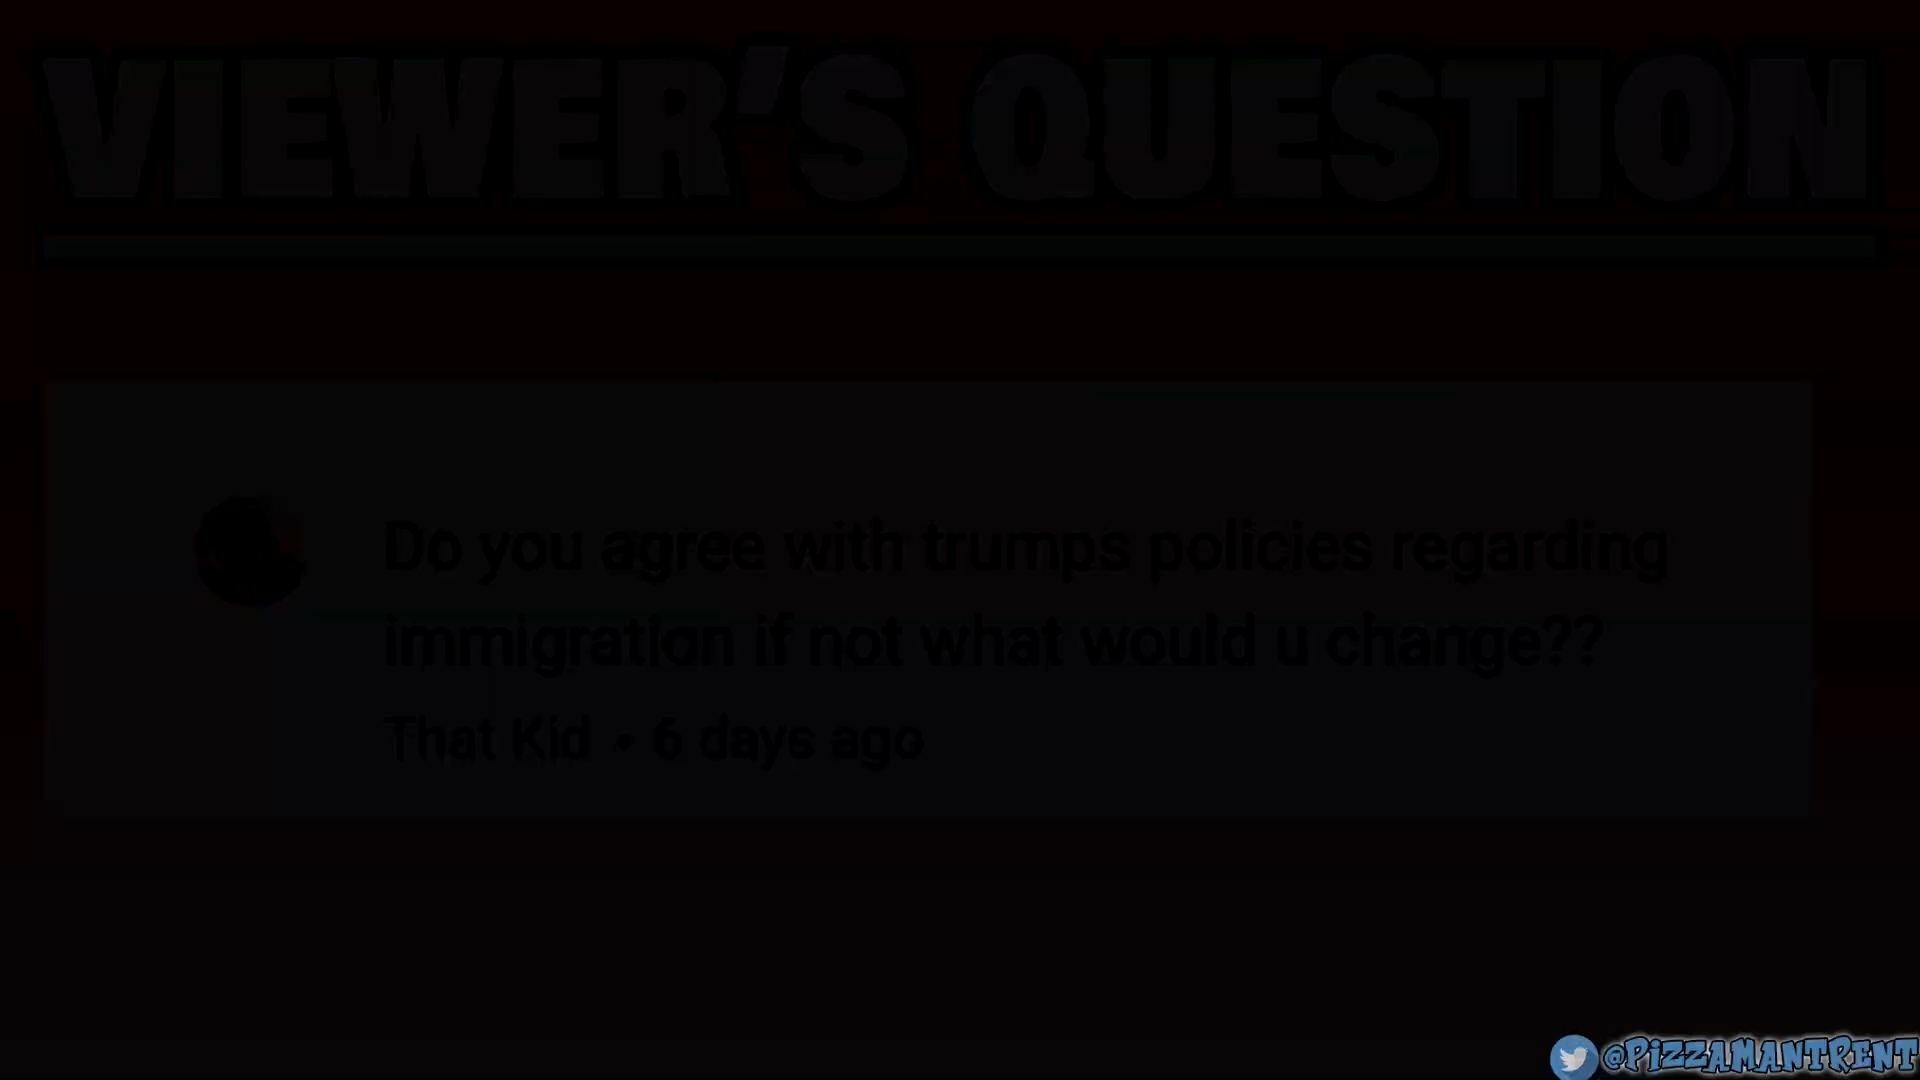 VIEWER'S QUESTION
Do you agree with trumps policies regarding
immigration if not what would u change??
That Kid • 6 days ago
@PIZZAMANTRENT